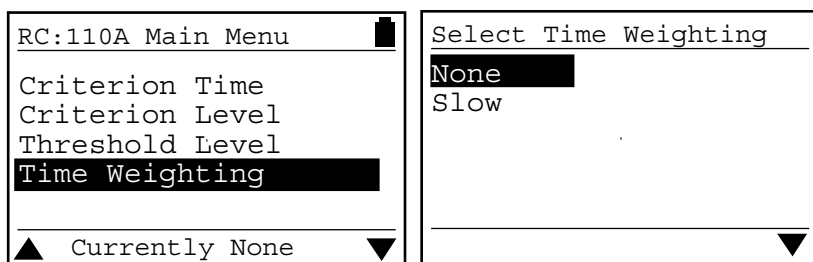 RC:110A Main Menu
Criterion Time
Criterion Level
Threshold Level
Time Weighting
Currently None
Select Time Weighting
None
Slow